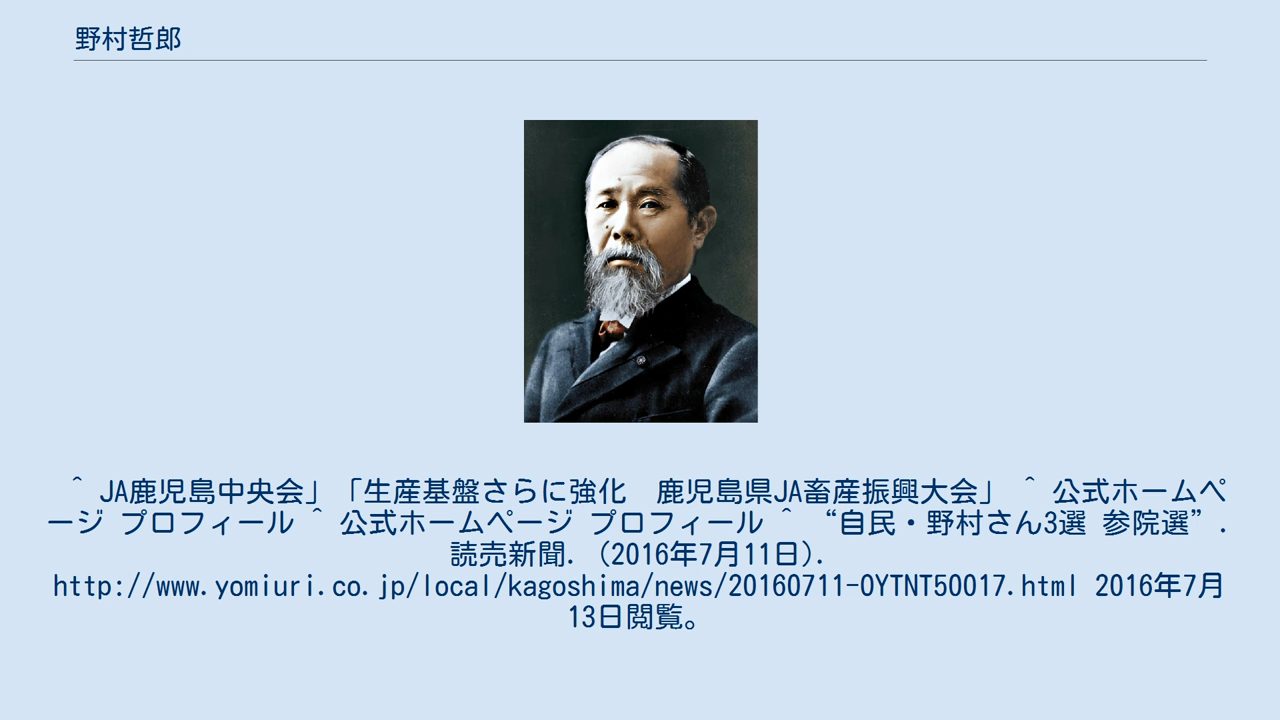 野村哲郎
^ JA鹿児島中央会」「生産基盤さらに強化　鹿児島県JA畜産振興大会」 ^ 公式ホームペ
ージ プロフィール ^ 公式ホームページ プロフィール ^ “自民・野村さん3選 参院選”.
読売新聞. (2016年7月11日).
http://www.yomiuri.co.jp/local/kagoshima/news/20160711-OYTNT50017.html 2016年7月
13日閲覧。